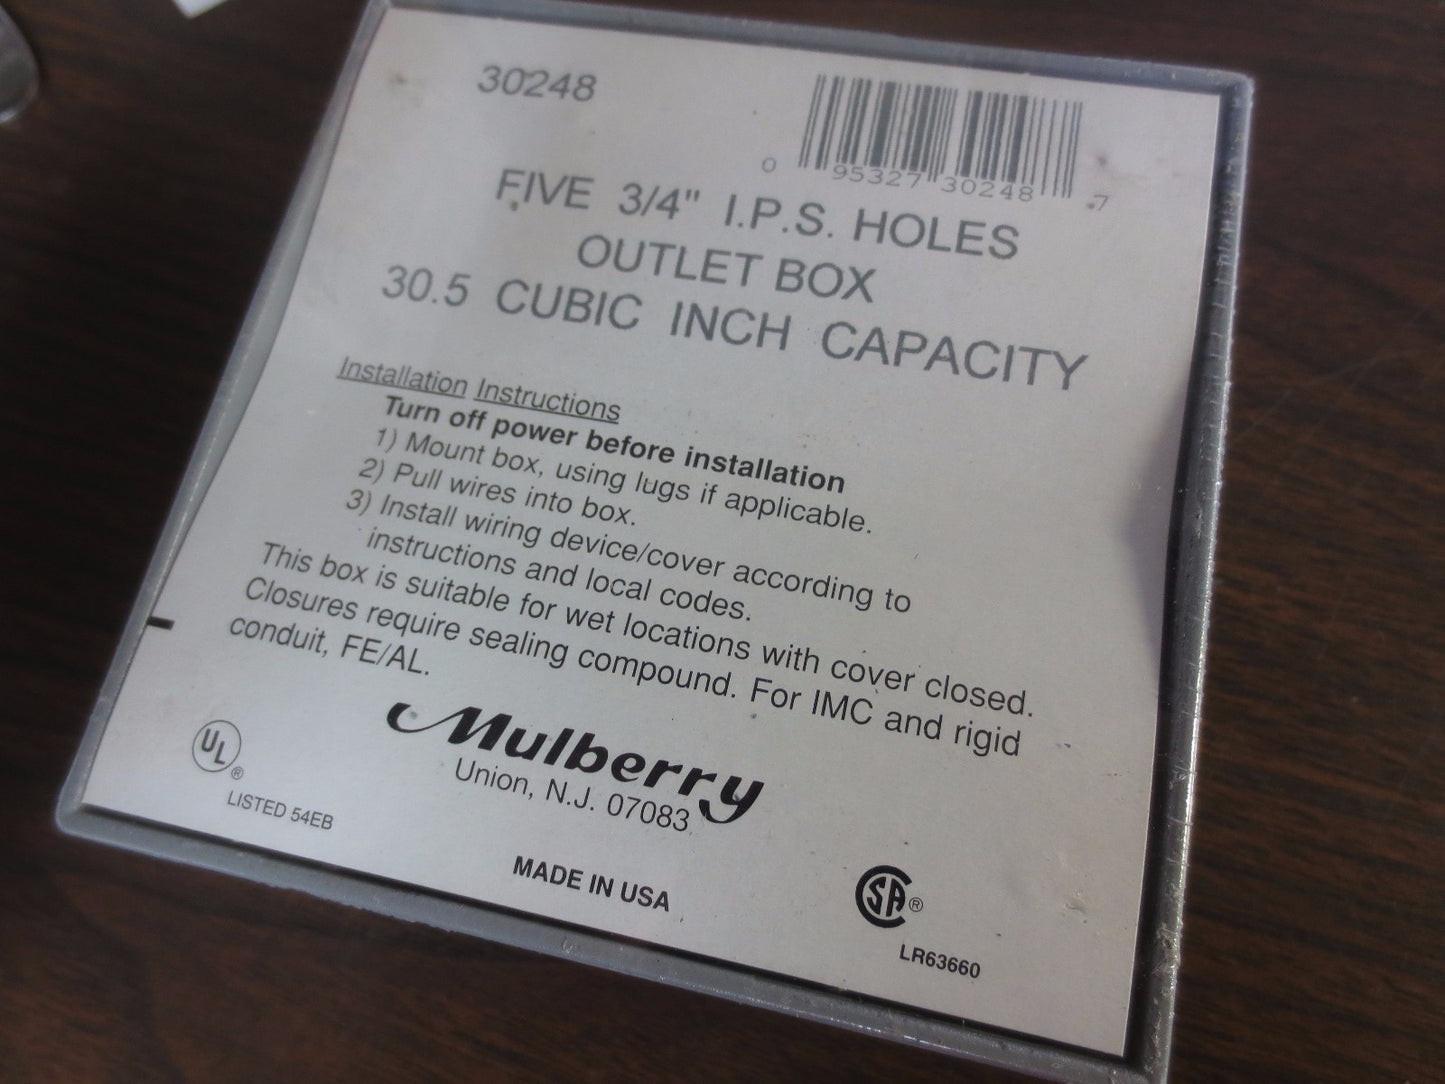 30248
0 95327 30248 7
FIVE 3/4" I.P.S. HOLES
OUTLET BOX
30.5 CUBIC INCH CAPACITY
Installation Instructions
Turn off power before installation
1) Mount box, using lugs if applicable.
2) Pull wires into box.
3) Install wiring device/cover according to
instructions and local codes.
This box is suitable for wet locations with cover closed.
Closures require sealing compound. For IMC and rigid
conduit, FE/AL.
Mulberry
Union, N.J. 07083
UL®
LISTED 54EB
MADE IN USA
CSA®
LR63660